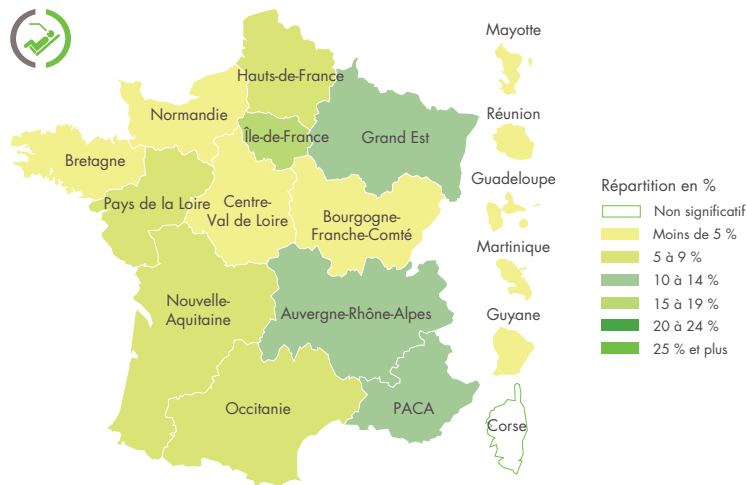 Mayotte
Hauts-de-France
Normandie
Réunion
Île-de-France
Grand Est
Bretagne
Guadeloupe
Répartition en %
Pays de la Loire
Centre-
Val de Loire
Bourgogne-
Franche-Comté
Non significatif
Moins de 5 %
Martinique
5 à 9 %
10 à 14 %
Nouvelle-
Aquitaine
Auvergne-Rhône-Alpes
Guyane
15 à 19 %
20 à 24 %
25 % et plus
Occitanie
PACA
Corse